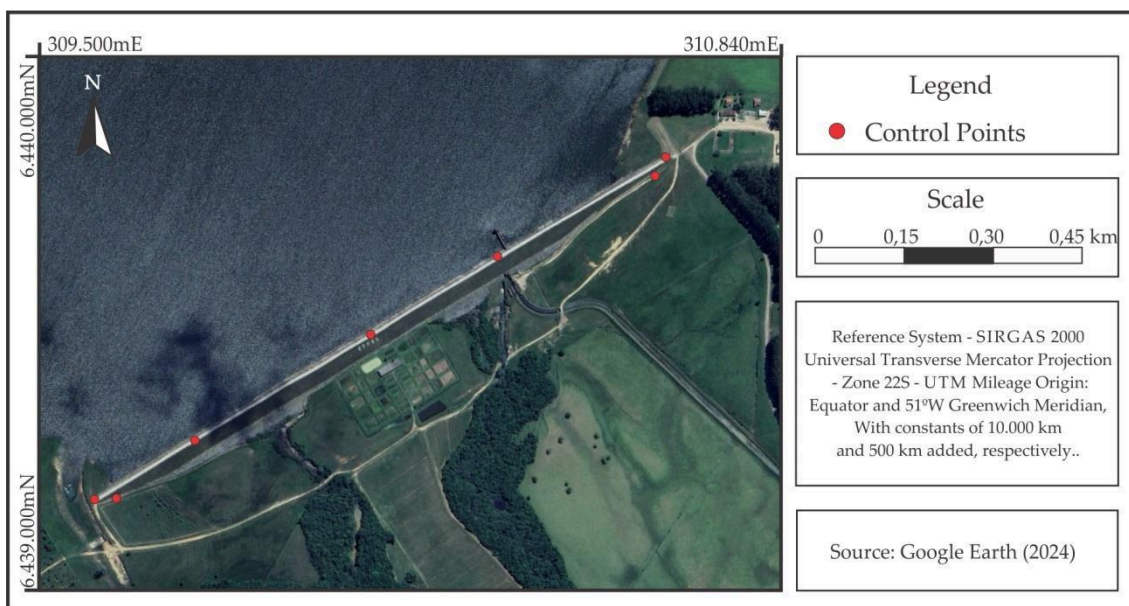 309.500mE
310.840mE
6.440.000mN
N
6.439.000mN
Legend
Control Points
Scale
0 0,15 0,30 0,45 km
Reference System - SIRGAS 2000
Universal Transverse Mercator Projection
- Zone 22S - UTM Mileage Origin:
Equator and 51ºW Greenwich Meridian,
With constants of 10.000 km
and 500 km added, respectively..
Source: Google Earth (2024)